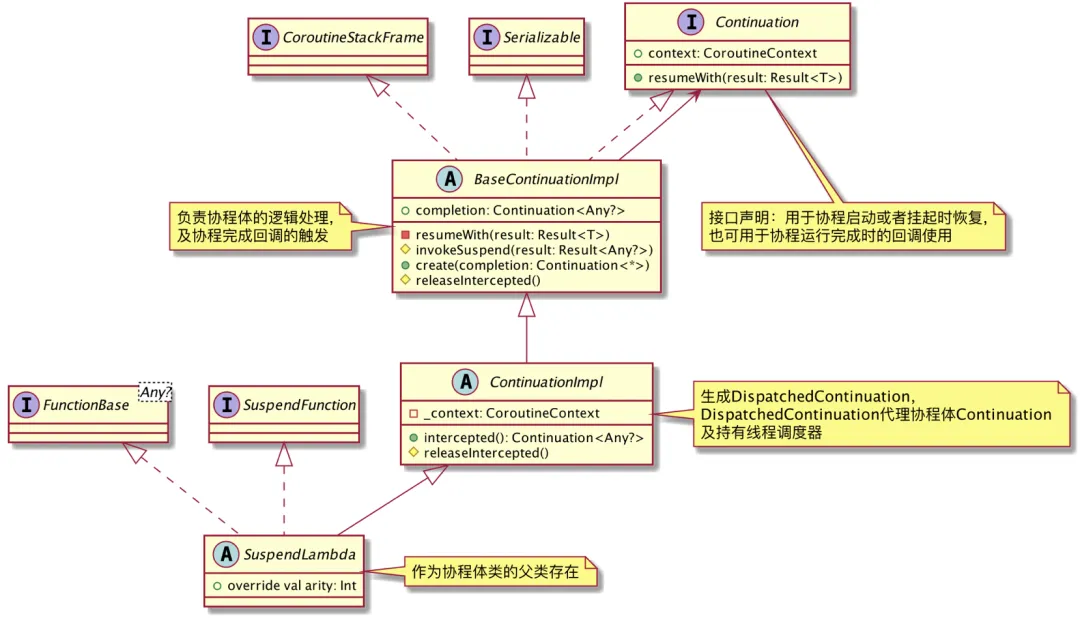 I CoroutineStackFrame
I Serializable
I Continuation
context: CoroutineContext
resumeWith(result: Result<T>)
A BaseContinuationImpl
completion: Continuation<Any?>
resumeWith(result: Result<T>)
invokeSuspend(result: Result<Any?>)
create(completion: Continuation<*>)
releaseIntercepted()
负责协程体的逻辑处理，
及协程完成回调的触发
接口声明：用于协程启动或者挂起时恢复，
也可用于协程运行完成时的回调使用
I FunctionBase
Any?
I SuspendFunction
A ContinuationImpl
_context: CoroutineContext
intercepted(): Continuation<Any?>
releaseIntercepted()
生成DispatchedContinuation，
DispatchedContinuation代理协程体Continuation
及持有线程调度器
A SuspendLambda
override val arity: Int
作为协程体类的父类存在